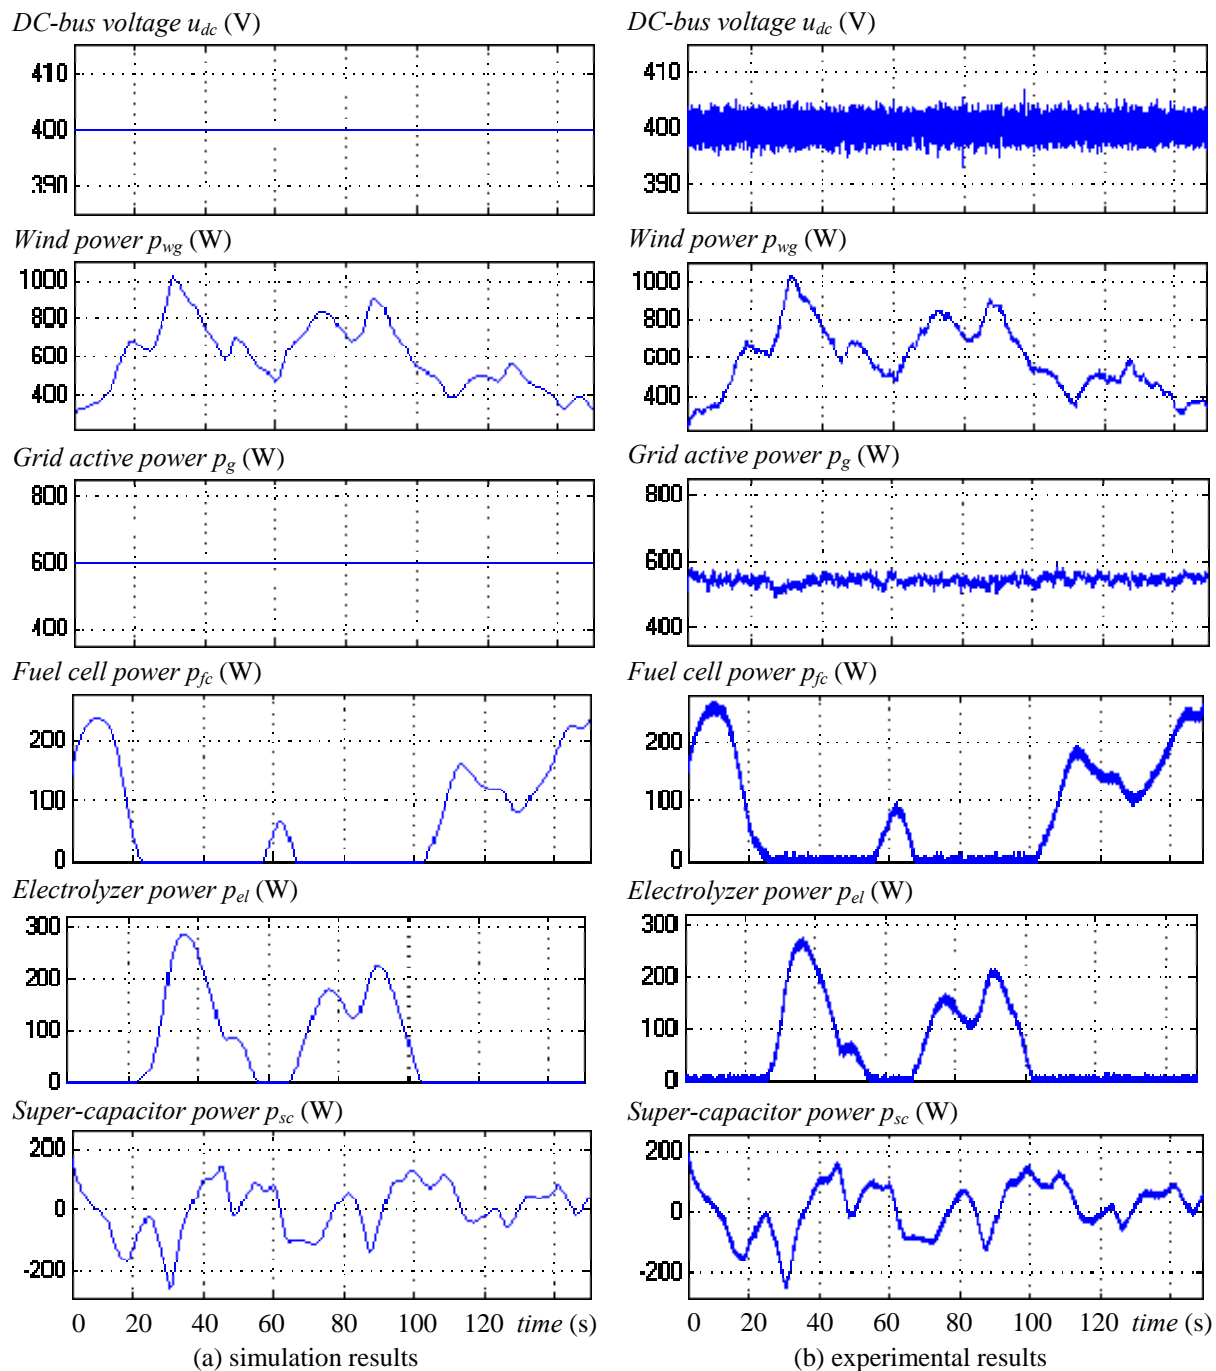 DC-bus voltage u_dc (V)
410
400
390
Wind power p_wg (W)
1000
800
600
400
Grid active power p_g (W)
800
600
400
Fuel cell power p_fc (W)
200
100
0
Electrolyzer power p_el (W)
300
200
100
0
Super-capacitor power p_sc (W)
200
0
-200
0 20 40 60 80 100 120 time (s)
(a) simulation results
DC-bus voltage u_dc (V)
410
400
390
Wind power p_wg (W)
1000
800
600
400
Grid active power p_g (W)
800
600
400
Fuel cell power p_fc (W)
200
100
0
Electrolyzer power p_el (W)
300
200
100
0
Super-capacitor power p_sc (W)
200
0
-200
0 20 40 60 80 100 120 time (s)
(b) experimental results